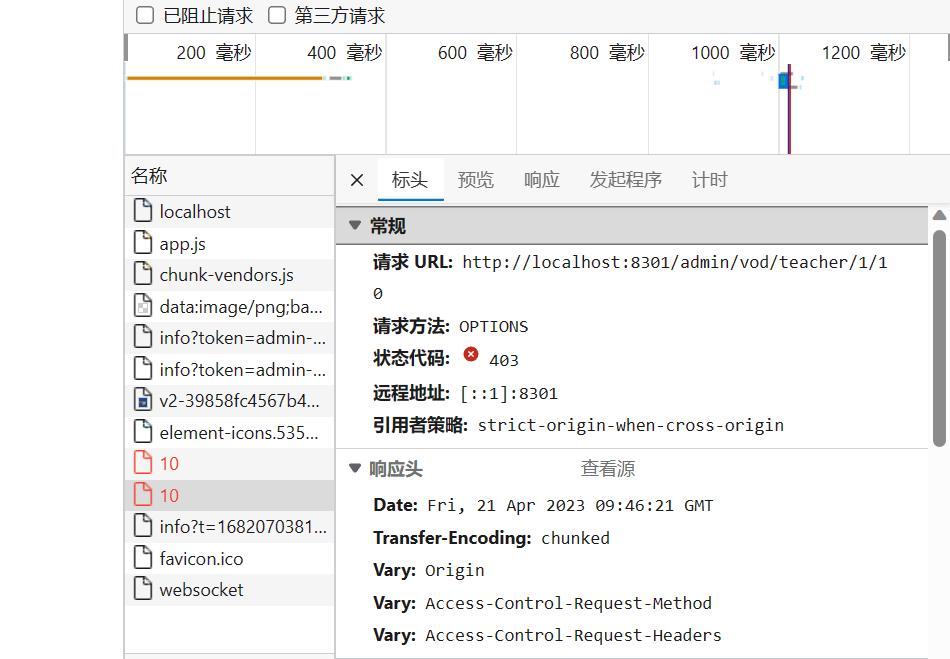 已阻止请求 第三方请求
200 毫秒 400 毫秒 600 毫秒 800 毫秒 1000 毫秒 1200 毫秒
名称
localhost
app.js
chunk-vendors.js
data:image/png;ba...
info?token=admin-...
info?token=admin-...
v2-39858fc4567b4...
element-icons.535...
10
10
info?t=1682070381...
favicon.ico
websocket
标头 预览 响应 发起程序 计时
常规
请求 URL: http://localhost:8301/admin/vod/teacher/1/1
0
请求方法: OPTIONS
状态代码: 403
远程地址: [::1]:8301
引用者策略: strict-origin-when-cross-origin
响应头 查看源
Date: Fri, 21 Apr 2023 09:46:21 GMT
Transfer-Encoding: chunked
Vary: Origin
Vary: Access-Control-Request-Method
Vary: Access-Control-Request-Headers